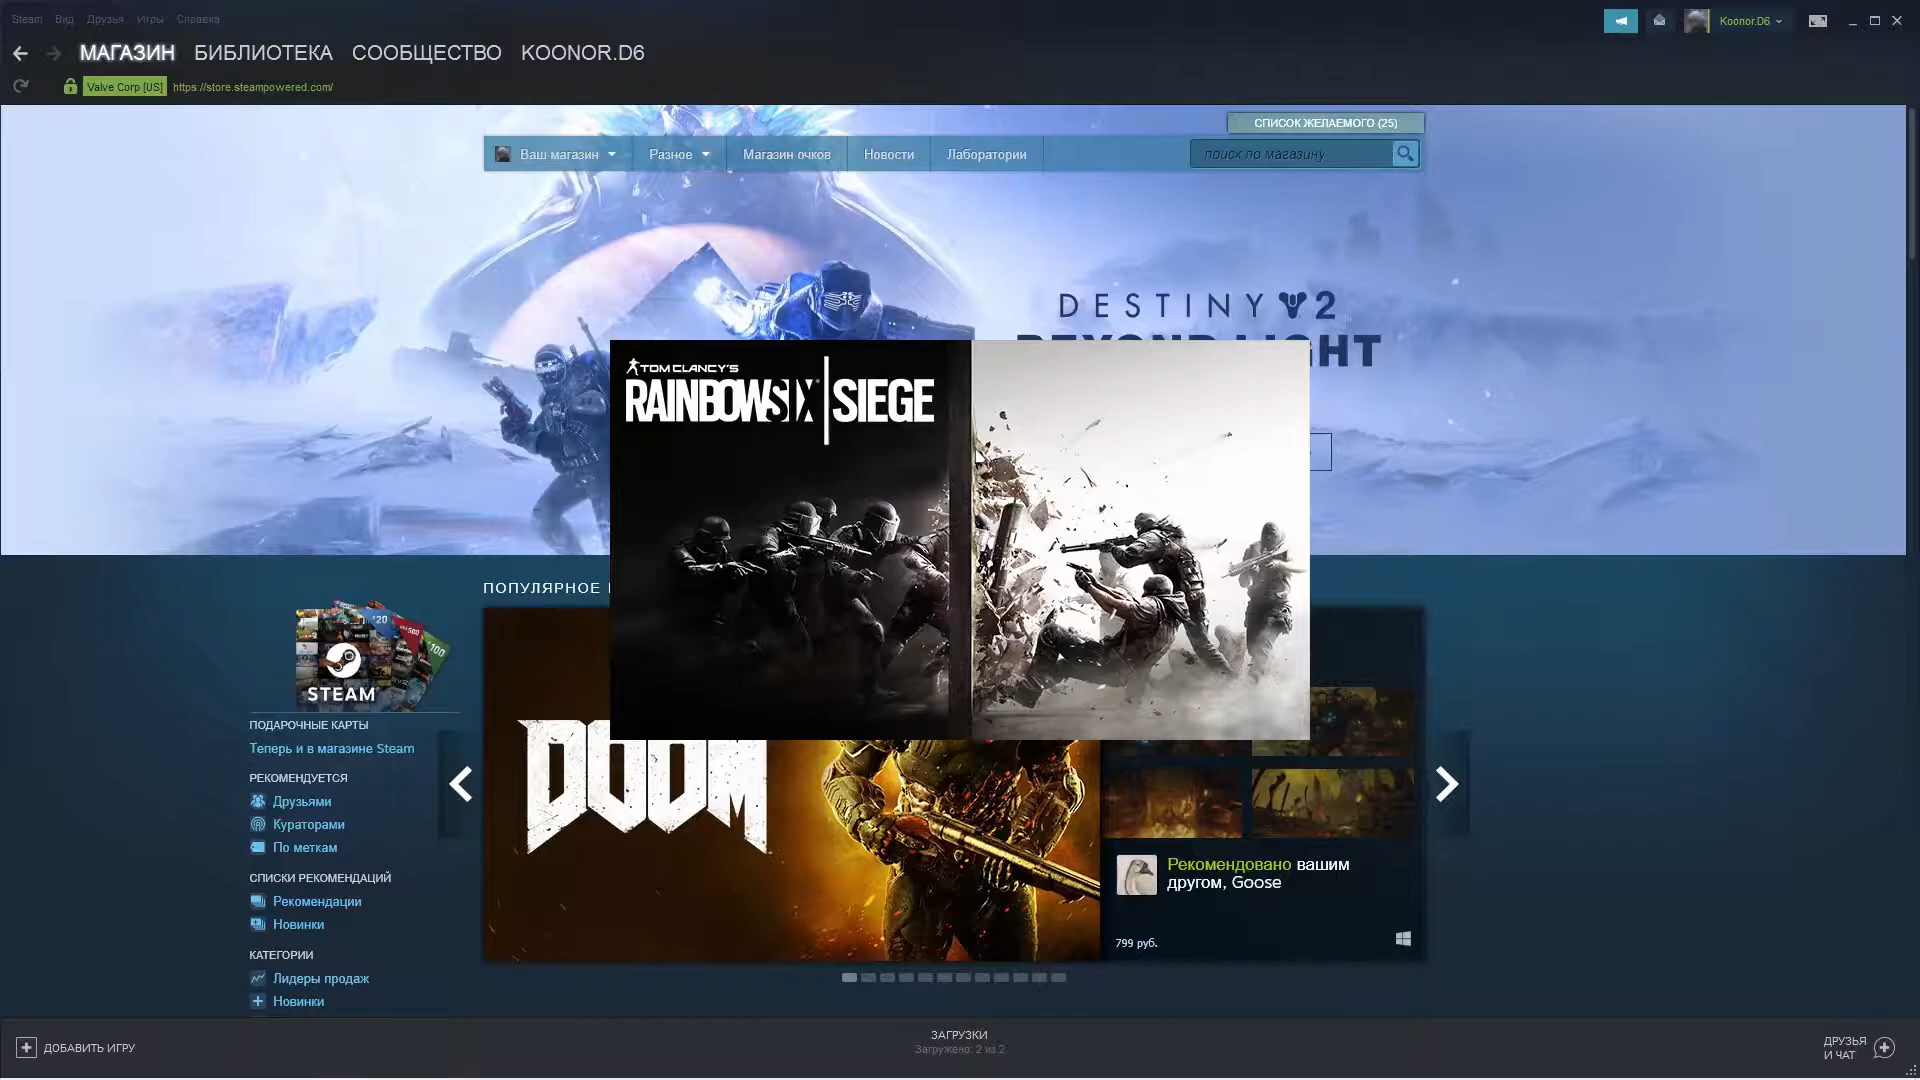 Steam Вид Друзья Игры Справка
Koonor.D6
МАГАЗИН БИБЛИОТЕКА СООБЩЕСТВО KOONOR.D6
Valve Corp [US] https://store.steampowered.com/
СПИСОК ЖЕЛАЕМОГО (25)
Ваш магазин Разное Магазин очков Новости Лаборатории поиск по магазину
DESTINY 2
TOM CLANCY'S
RAINBOWSIX SIEGE
ПОПУЛЯРНОЕ
STEAM
ПОДАРОЧНЫЕ КАРТЫ
Теперь и в магазине Steam
РЕКОМЕНДУЕТСЯ
Друзьями
Кураторами
По меткам
СПИСКИ РЕКОМЕНДАЦИЙ
Рекомендации
Новинки
КАТЕГОРИИ
Лидеры продаж
Новинки
DOOM
Рекомендовано вашим
другом, Goose
799 руб.
ДОБАВИТЬ ИГРУ
ЗАГРУЗКИ
Загружено: 2 из 2
ДРУЗЬЯ
И ЧАТ